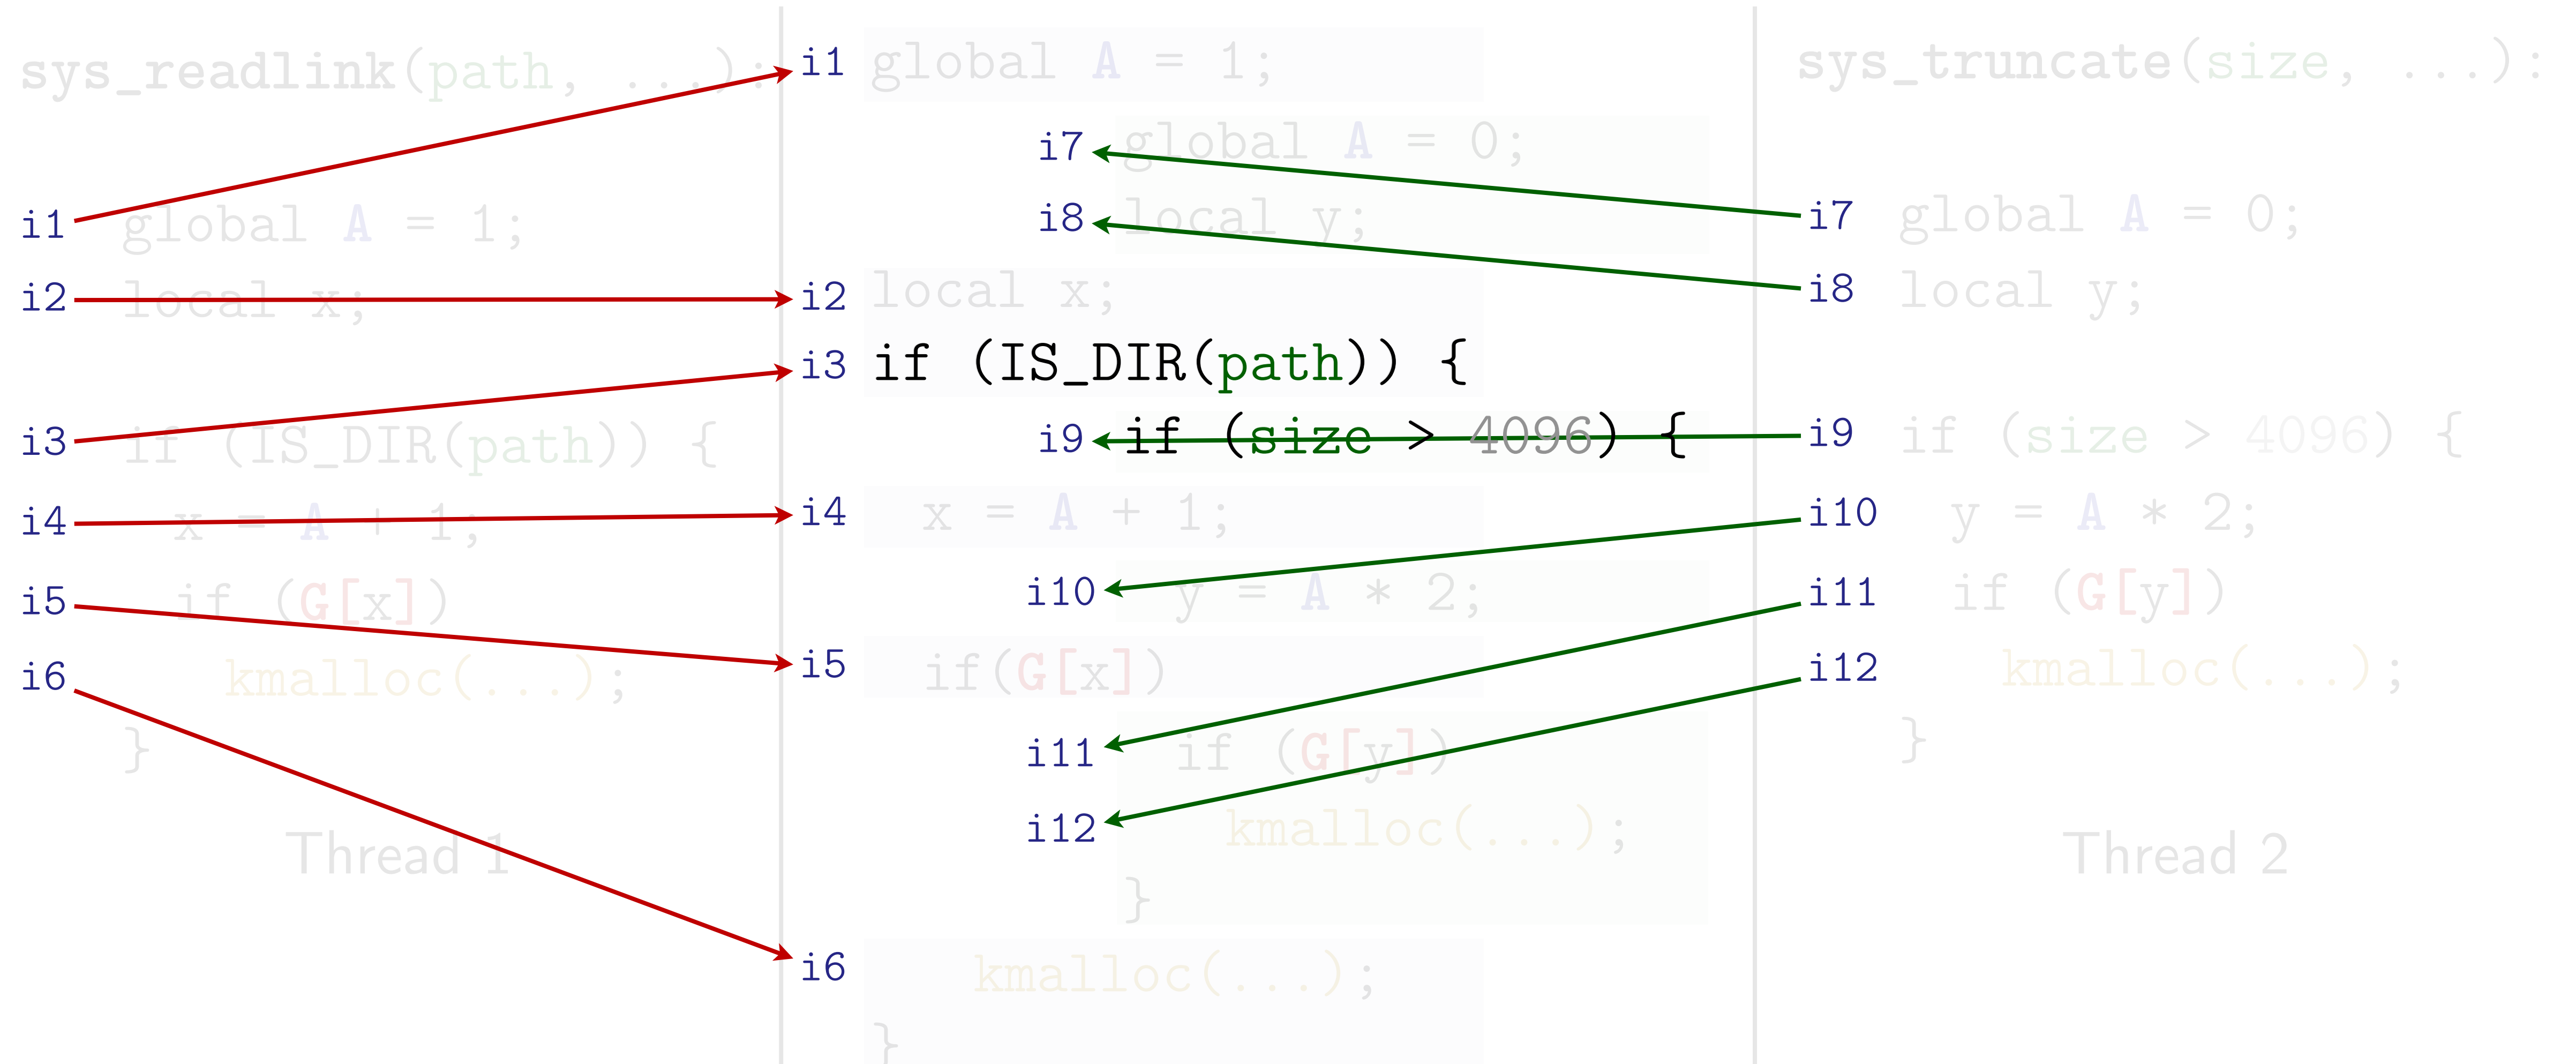 sys_readlink(path, ...):
i1 global A = 1;
i2 local x;
i3 if (IS_DIR(path)) {
i4 x = A + 1;
i5 if (G[x])
i6 kmalloc(...);
}
Thread 1
i1 global A = 1;
i7 global A = 0;
i8 local y;
i2 local x;
i3 if (IS_DIR(path)) {
i9 if (size > 4096) {
i4 x = A + 1;
i10 y = A * 2;
i5 if(G[x])
i11 if (G[y])
i12 kmalloc(...);
}
i6 kmalloc(...);
}
sys_truncate(size, ...):
i7 global A = 0;
i8 local y;
i9 if (size > 4096) {
i10 y = A * 2;
i11 if (G[y])
i12 kmalloc(...);
}
Thread 2